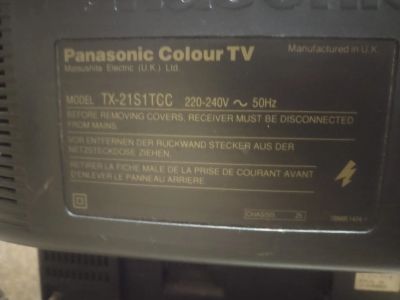 Panasonic
Panasonic Colour TV
Manufactured in U.K.
Matsushita Electric (U.K.) Ltd.
MODEL TX-21S1TCC 220-240V ~ 50Hz
BEFORE REMOVING COVERS, RECEIVER MUST BE DISCONNECTED
FROM MAINS.
VOR ENTFERNEN DER RUCKWAND STECKER AUS DER
NETZSTECKDOSE ZIEHEN.
RETIRER LA FICHE MALE DE LA PRISE DE COURANT AVANT
D'ENLEVER LE PANNEAU ARRIERE.
CHASSIS